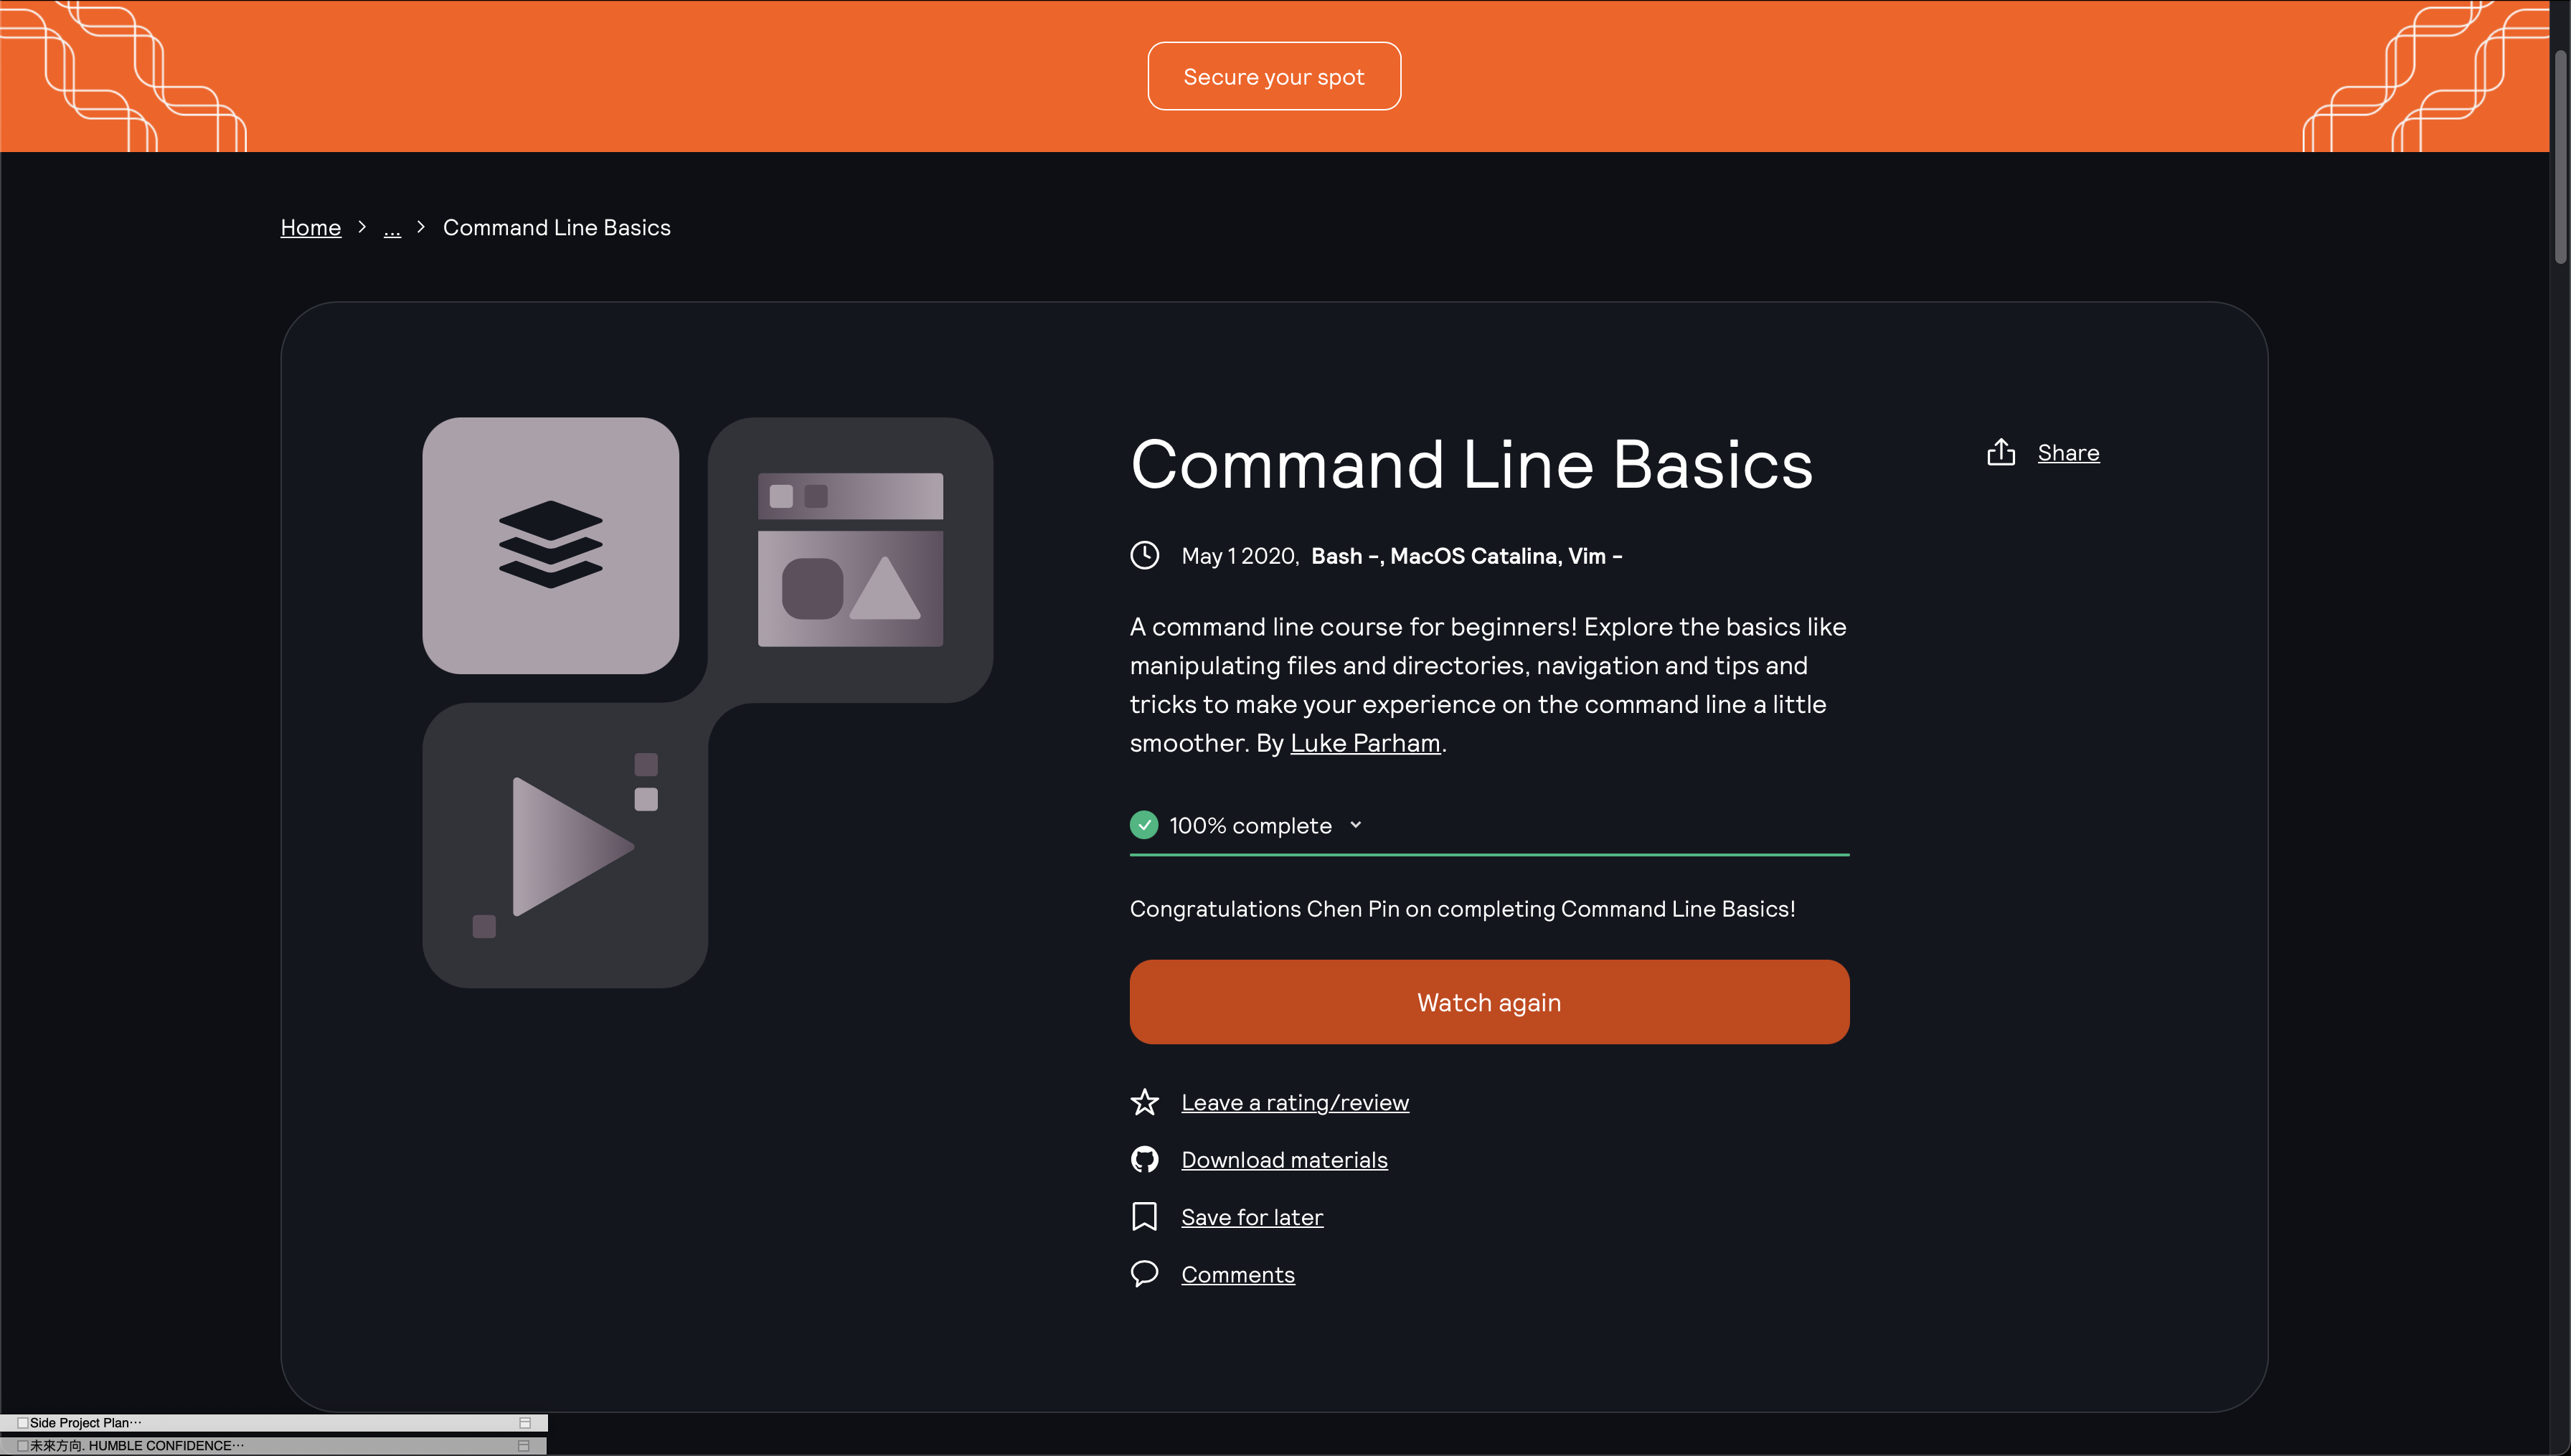 Secure your spot
Home > ... > Command Line Basics
Command Line Basics
Share
May 1 2020, Bash -, MacOS Catalina, Vim -
A command line course for beginners! Explore the basics like
manipulating files and directories, navigation and tips and
tricks to make your experience on the command line a little
smoother. By Luke Parham.
100% complete
Congratulations Chen Pin on completing Command Line Basics!
Watch again
Leave a rating/review
Download materials
Save for later
Comments
Side Project Plan…
未來方向. HUMBLE CONFIDENCE…